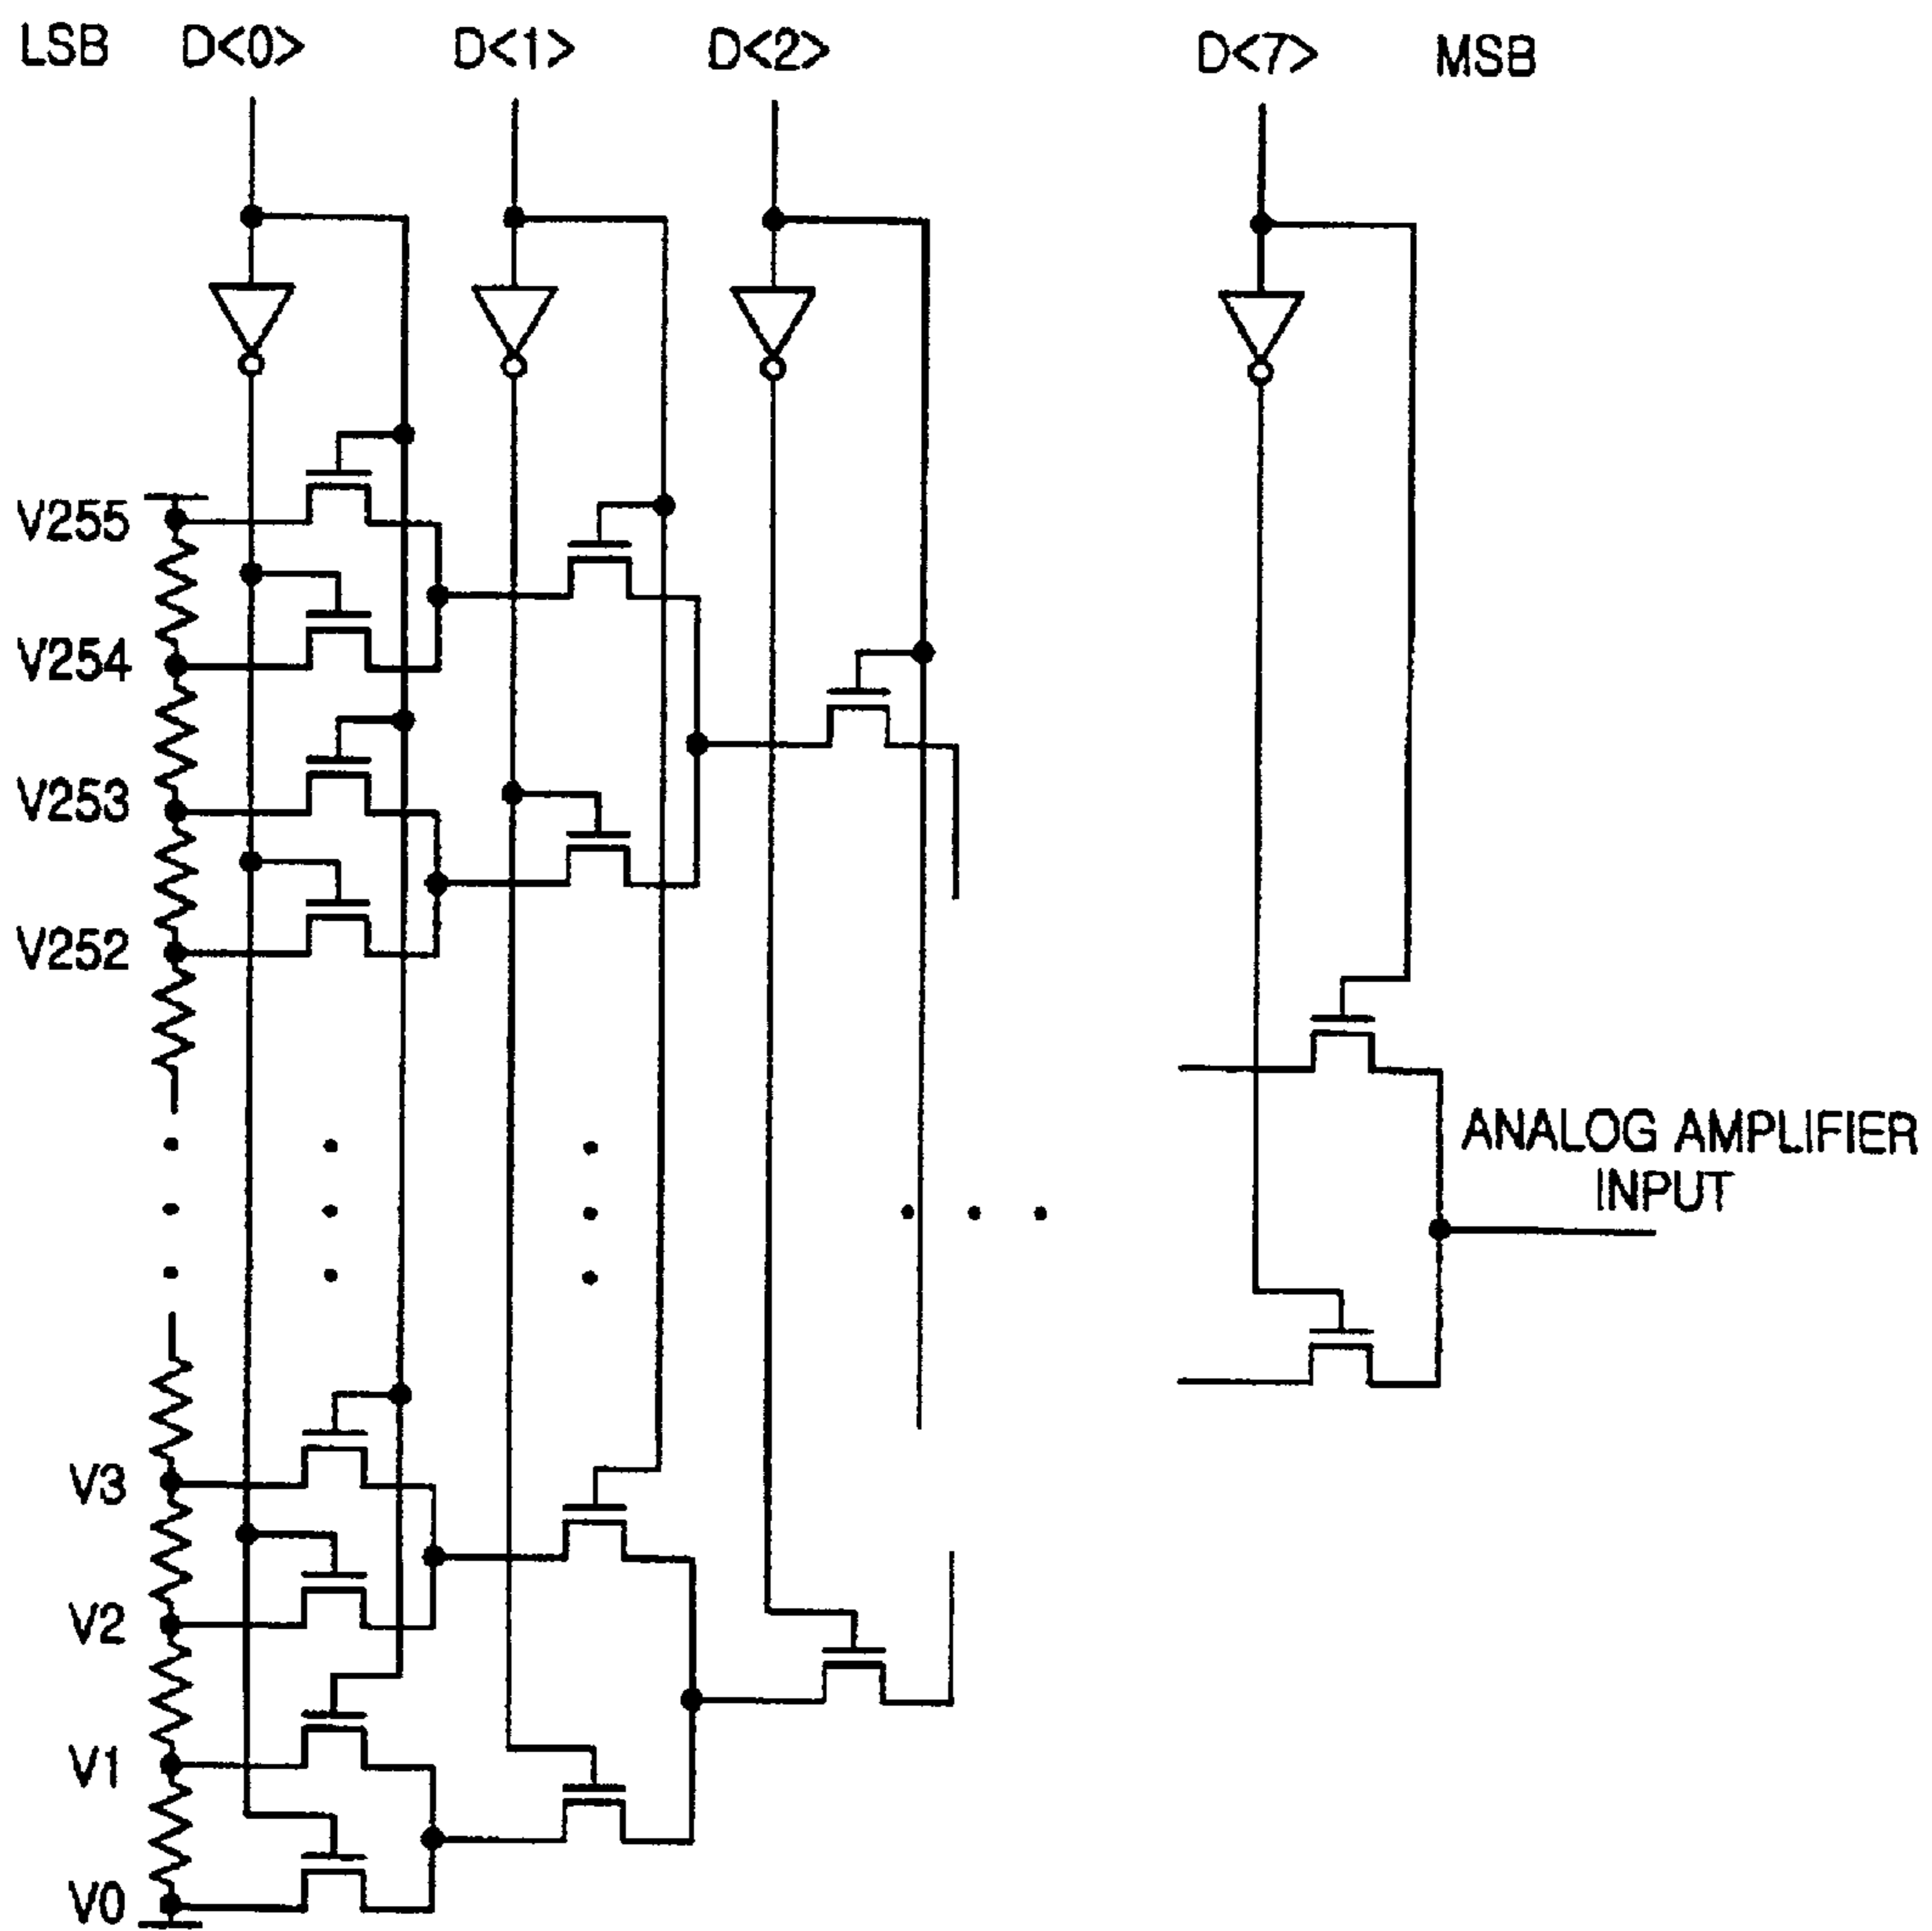 LSB D<0> D<1> D<2> D<7> MSB
V255
V254
V253
V252
ANALOG AMPLIFIER
INPUT
V3
V2
V1
V0